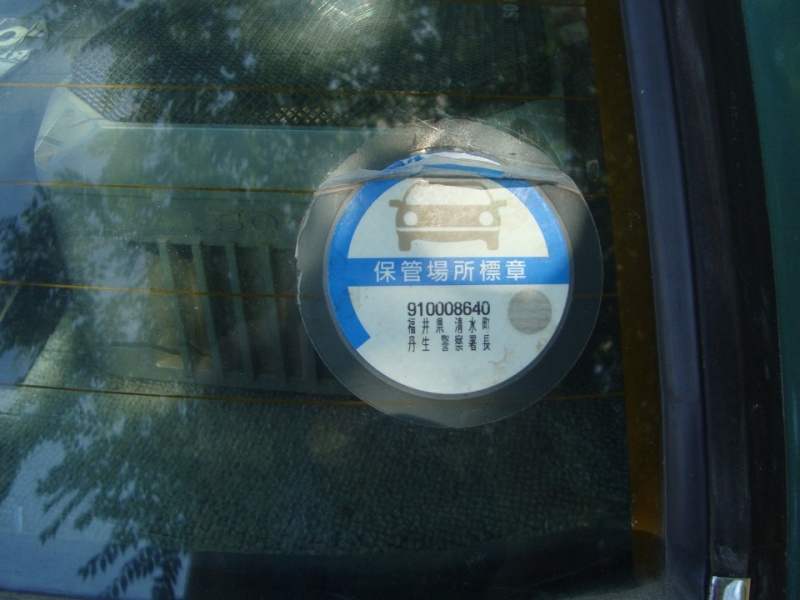 保管場所標章
910008640
福井県 清水町
丹生 警察署長